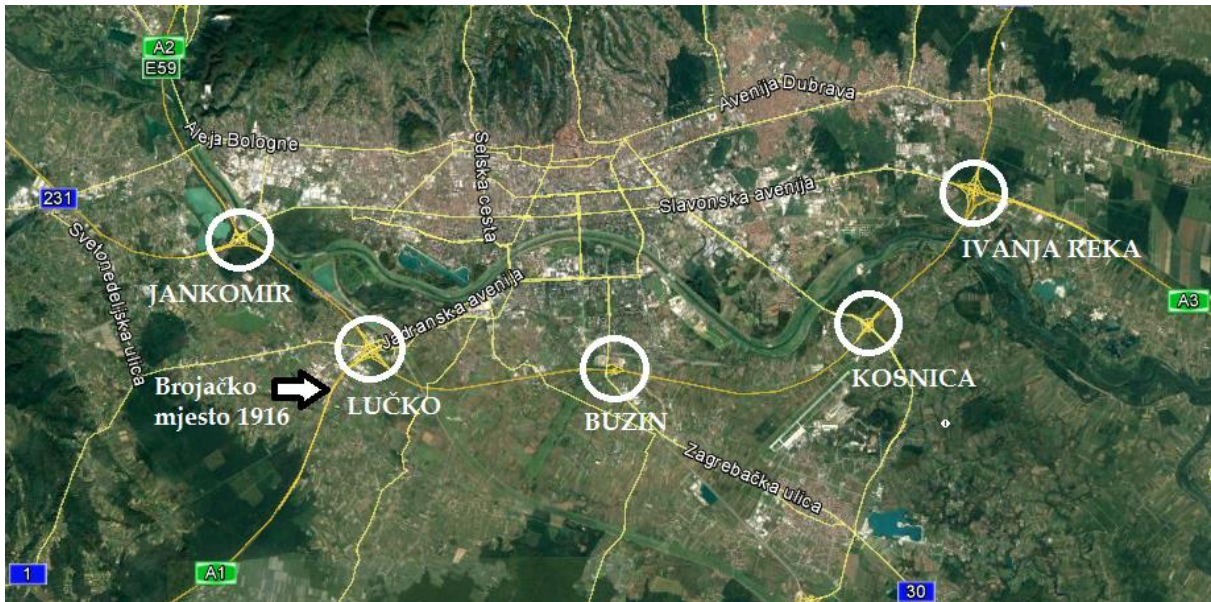 A2
E59
Aleja Bologne
Selska cesta
Avenija Dubrava
231
Svetonedeljska ulica
Slavonska avenija
IVANJA REKA
JANKOMIR
Jadranska avenija
A3
Brojačko
mjesto 1916
LUČKO
BUZIN
KOSNICA
Zagrebačka ulica
A1
1
30